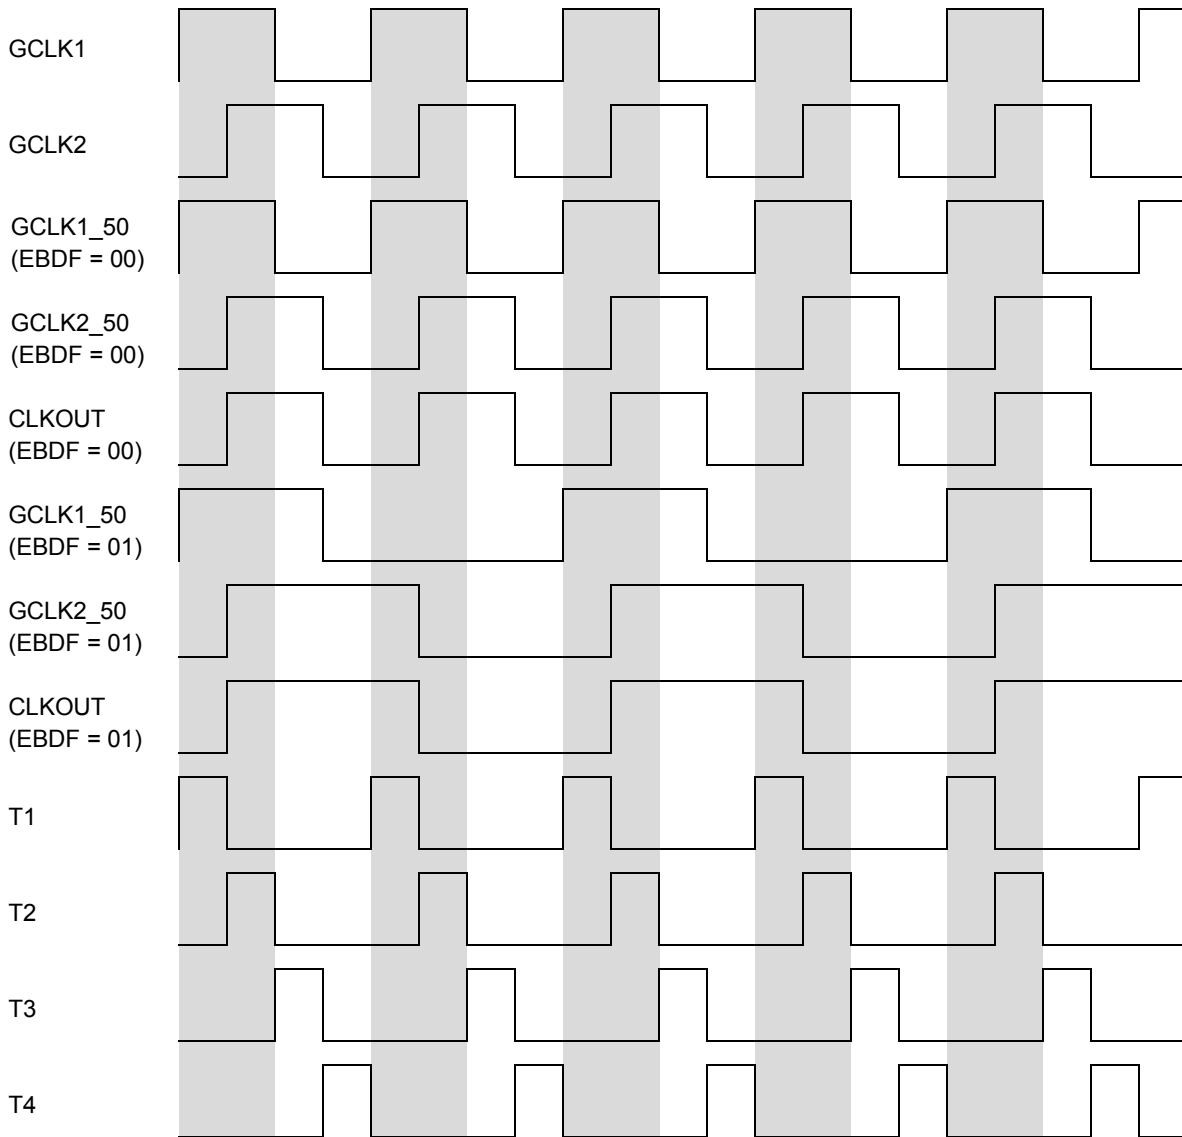 GCLK1
GCLK2
GCLK1_50
(EBDF = 00)
GCLK2_50
(EBDF = 00)
CLKOUT
(EBDF = 00)
GCLK1_50
(EBDF = 01)
GCLK2_50
(EBDF = 01)
CLKOUT
(EBDF = 01)
T1
T2
T3
T4